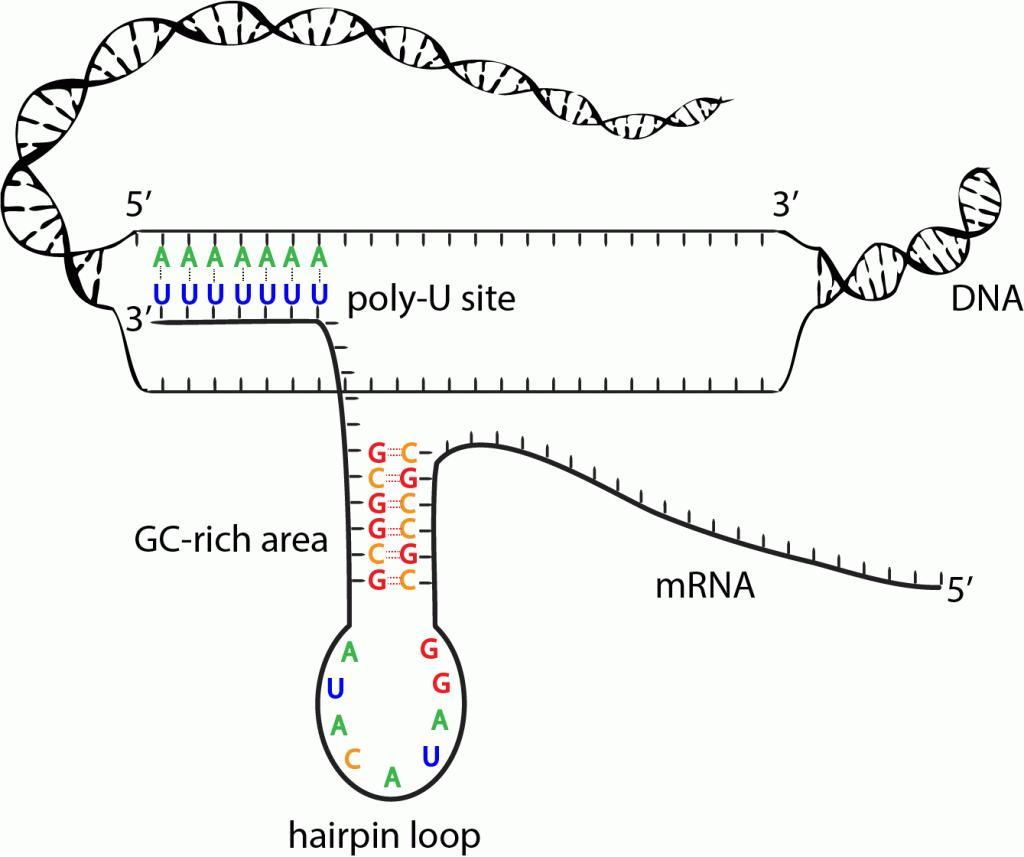 5’ 3’
A A A A A A A
U U U U U U U poly-U site
DNA
3’
G C
C G
G C
G C
GC-rich area
C G
G C
mRNA
5’
A G
U G
A A
C U
A
hairpin loop